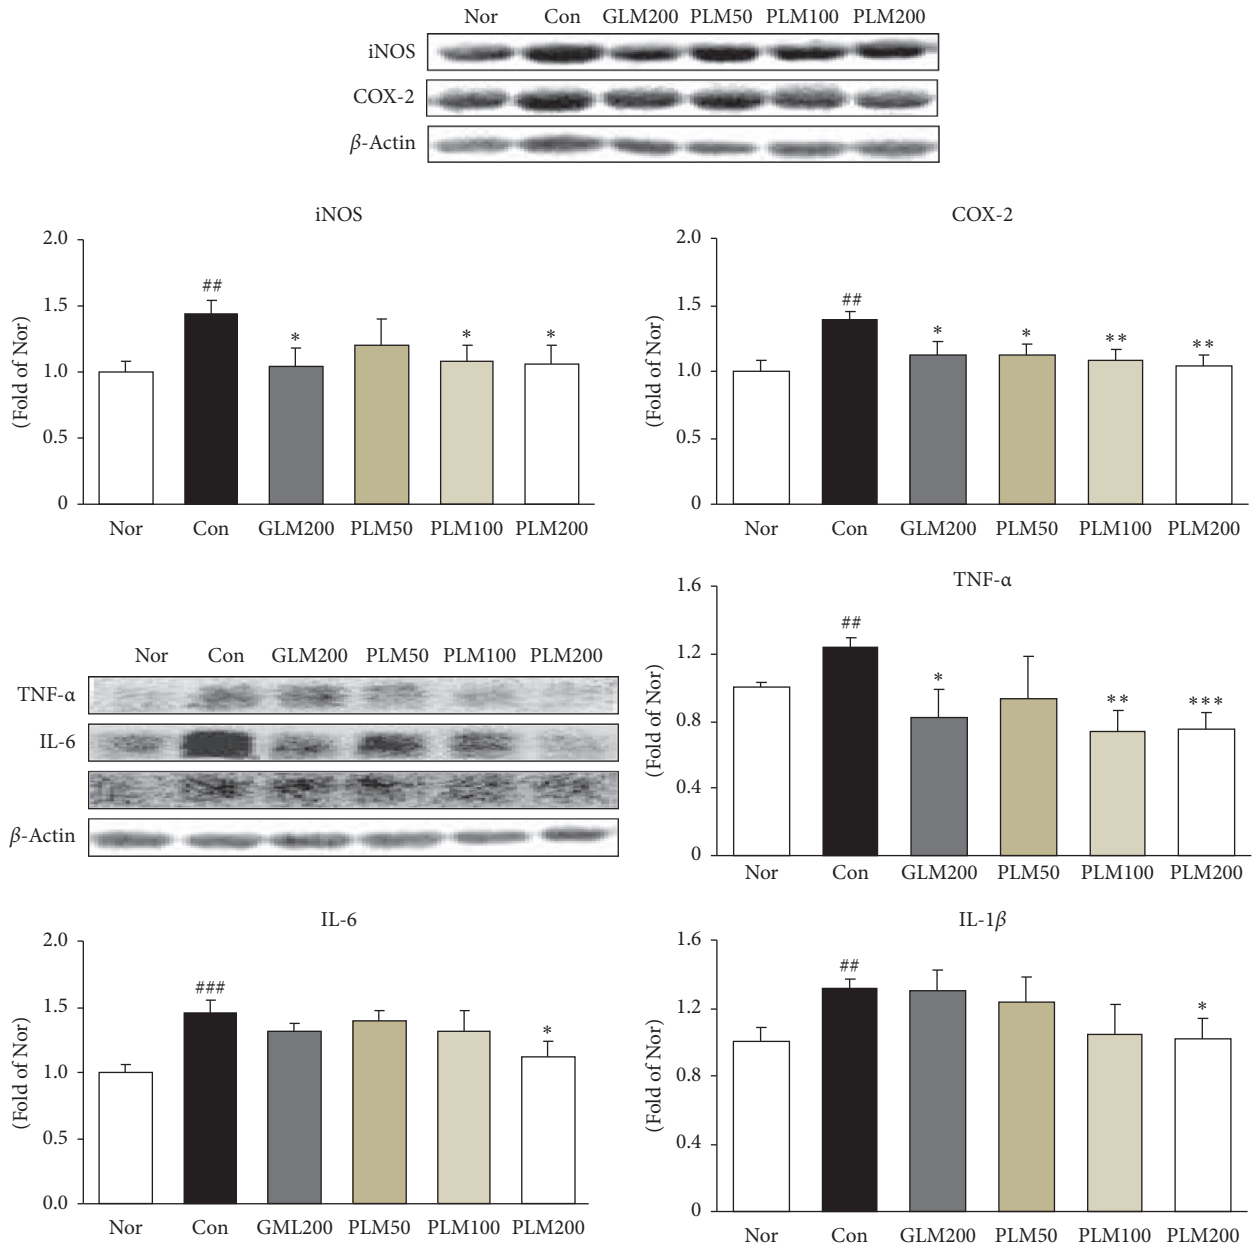 Nor Con GLM200 PLM50 PLM100 PLM200
iNOS
COX-2
β-Actin
iNOS
2.0
1.5
1.0
0.5
0
(Fold of Nor)
##
*
*
*
Nor Con GLM200 PLM50 PLM100 PLM200
COX-2
2.0
1.5
1.0
0.5
0
(Fold of Nor)
##
*
*
**
**
Nor Con GLM200 PLM50 PLM100 PLM200
Nor Con GLM200 PLM50 PLM100 PLM200
TNF-α
IL-6
β-Actin
TNF-α
1.6
1.2
0.8
0.4
0
(Fold of Nor)
##
*
**
***
Nor Con GLM200 PLM50 PLM100 PLM200
IL-6
2.0
1.5
1.0
0.5
0.0
(Fold of Nor)
###
*
Nor Con GML200 PLM50 PLM100 PLM200
IL-1β
1.6
1.2
0.8
0.4
0
(Fold of Nor)
##
*
Nor Con GLM200 PLM50 PLM100 PLM200